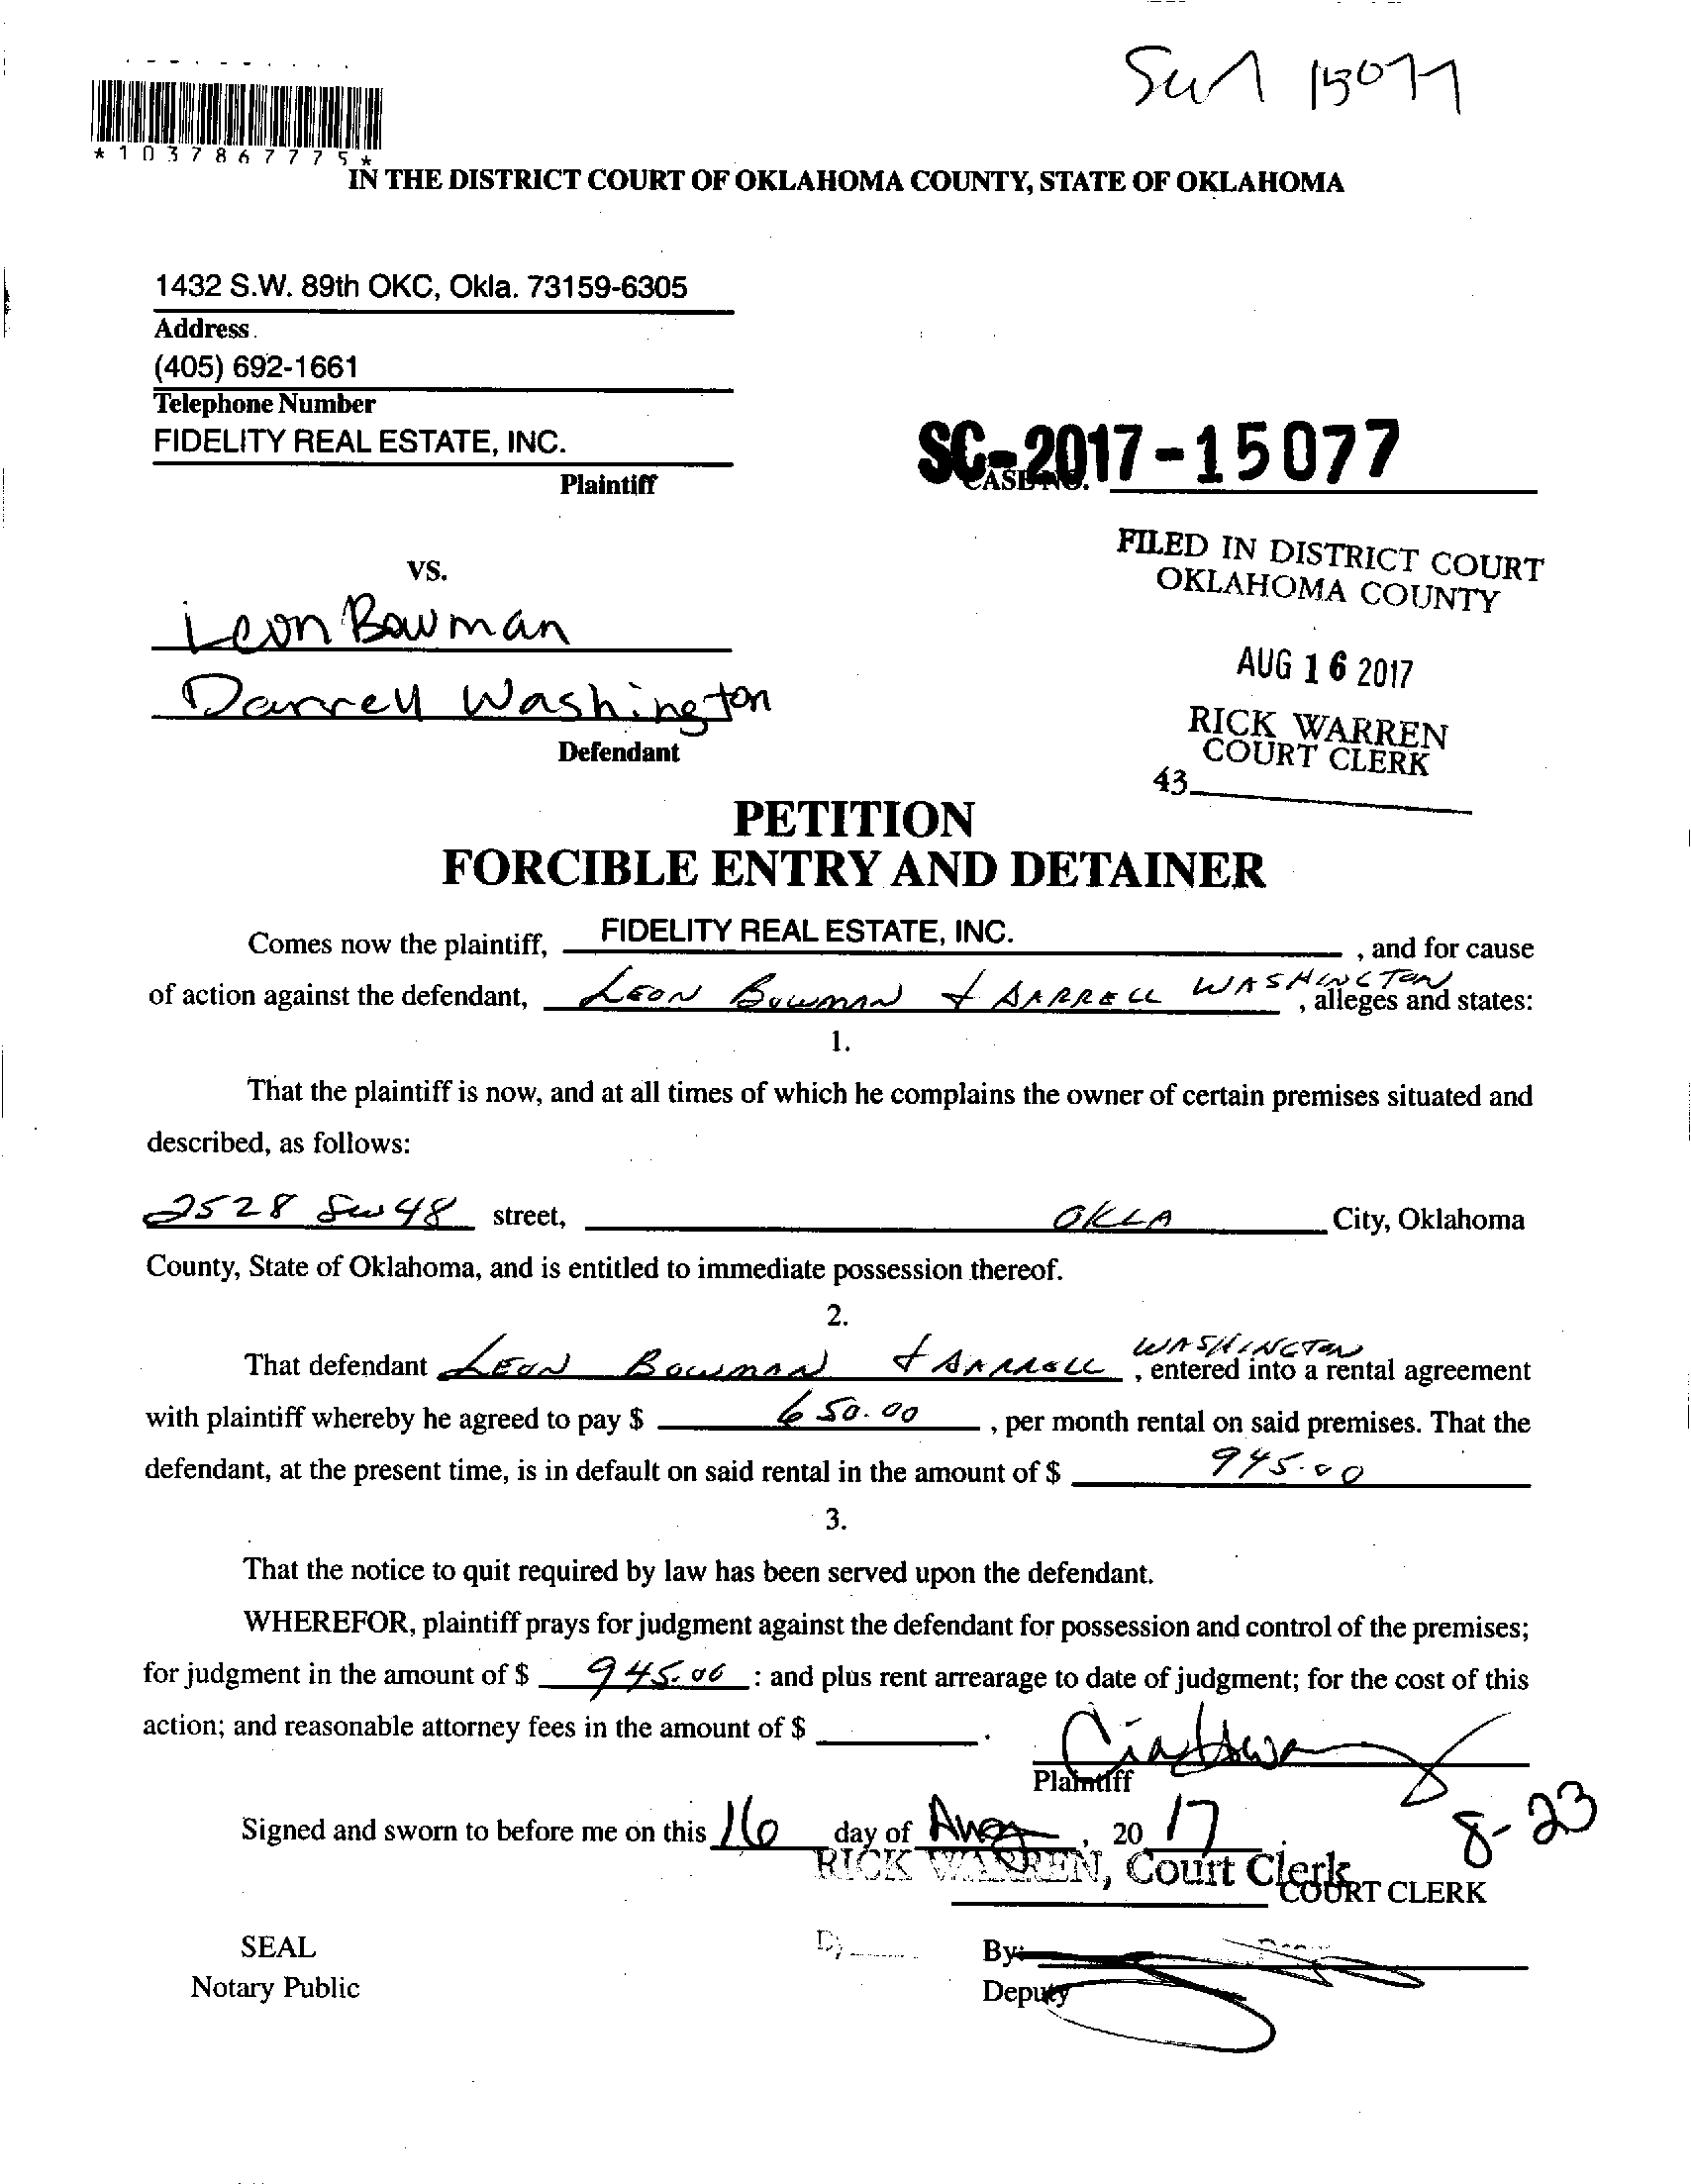 15077
*1037867775*
IN THE DISTRICT COURT OF OKLAHOMA COUNTY, STATE OF OKLAHOMA
1432 S.W. 89th OKC, Okla. 73159-6305
Address
(405) 692-1661
Telephone Number
FIDELITY REAL ESTATE, INC.
Plaintiff
SC-2017-15077
CASE NO.
vs.
FILED IN DISTRICT COURT
OKLAHOMA COUNTY
Leon Bowman
AUG 16 2017
Darrell Washington
Defendant
RICK WARREN
COURT CLERK
43
PETITION
FORCIBLE ENTRY AND DETAINER
Comes now the plaintiff, FIDELITY REAL ESTATE, INC. , and for cause
of action against the defendant, LEON BOWMAN + DARRELL WASHINGTON , alleges and states:
1.
That the plaintiff is now, and at all times of which he complains the owner of certain premises situated and
described, as follows:
2528 SW 48 street, OKLA City, Oklahoma
County, State of Oklahoma, and is entitled to immediate possession thereof.
2.
That defendant LEON BOWMAN + DARRELL WASHINGTON , entered into a rental agreement
with plaintiff whereby he agreed to pay $ 650.00 , per month rental on said premises. That the
defendant, at the present time, is in default on said rental in the amount of $ 945.00
3.
That the notice to quit required by law has been served upon the defendant.
WHEREFOR, plaintiff prays for judgment against the defendant for possession and control of the premises;
for judgment in the amount of $ 945.00 : and plus rent arrearage to date of judgment; for the cost of this
action; and reasonable attorney fees in the amount of $ .
Plaintiff
8-23
Signed and sworn to before me on this 16 day of Aug , 20 17 .
RICK WARREN, Court Clerk
COURT CLERK
SEAL
By:
Notary Public
Deputy